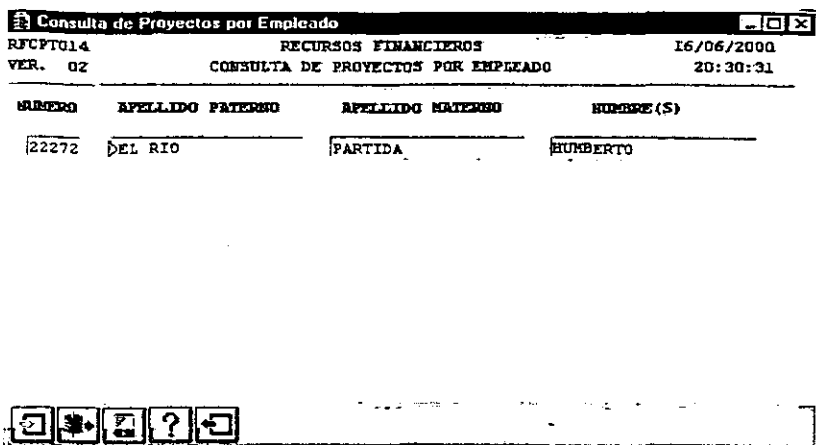 Consulta de Proyectos por Empleado
RFCPT014 RECURSOS FINANCIEROS 16/06/2000
VER. 02 CONSULTA DE PROYECTOS POR EMPLEADO 20:30:31
NUMERO APELLIDO PATERNO APELLIDO MATERNO NOMBRE(S)
22272 DEL RIO PARTIDA HUMBERTO
?